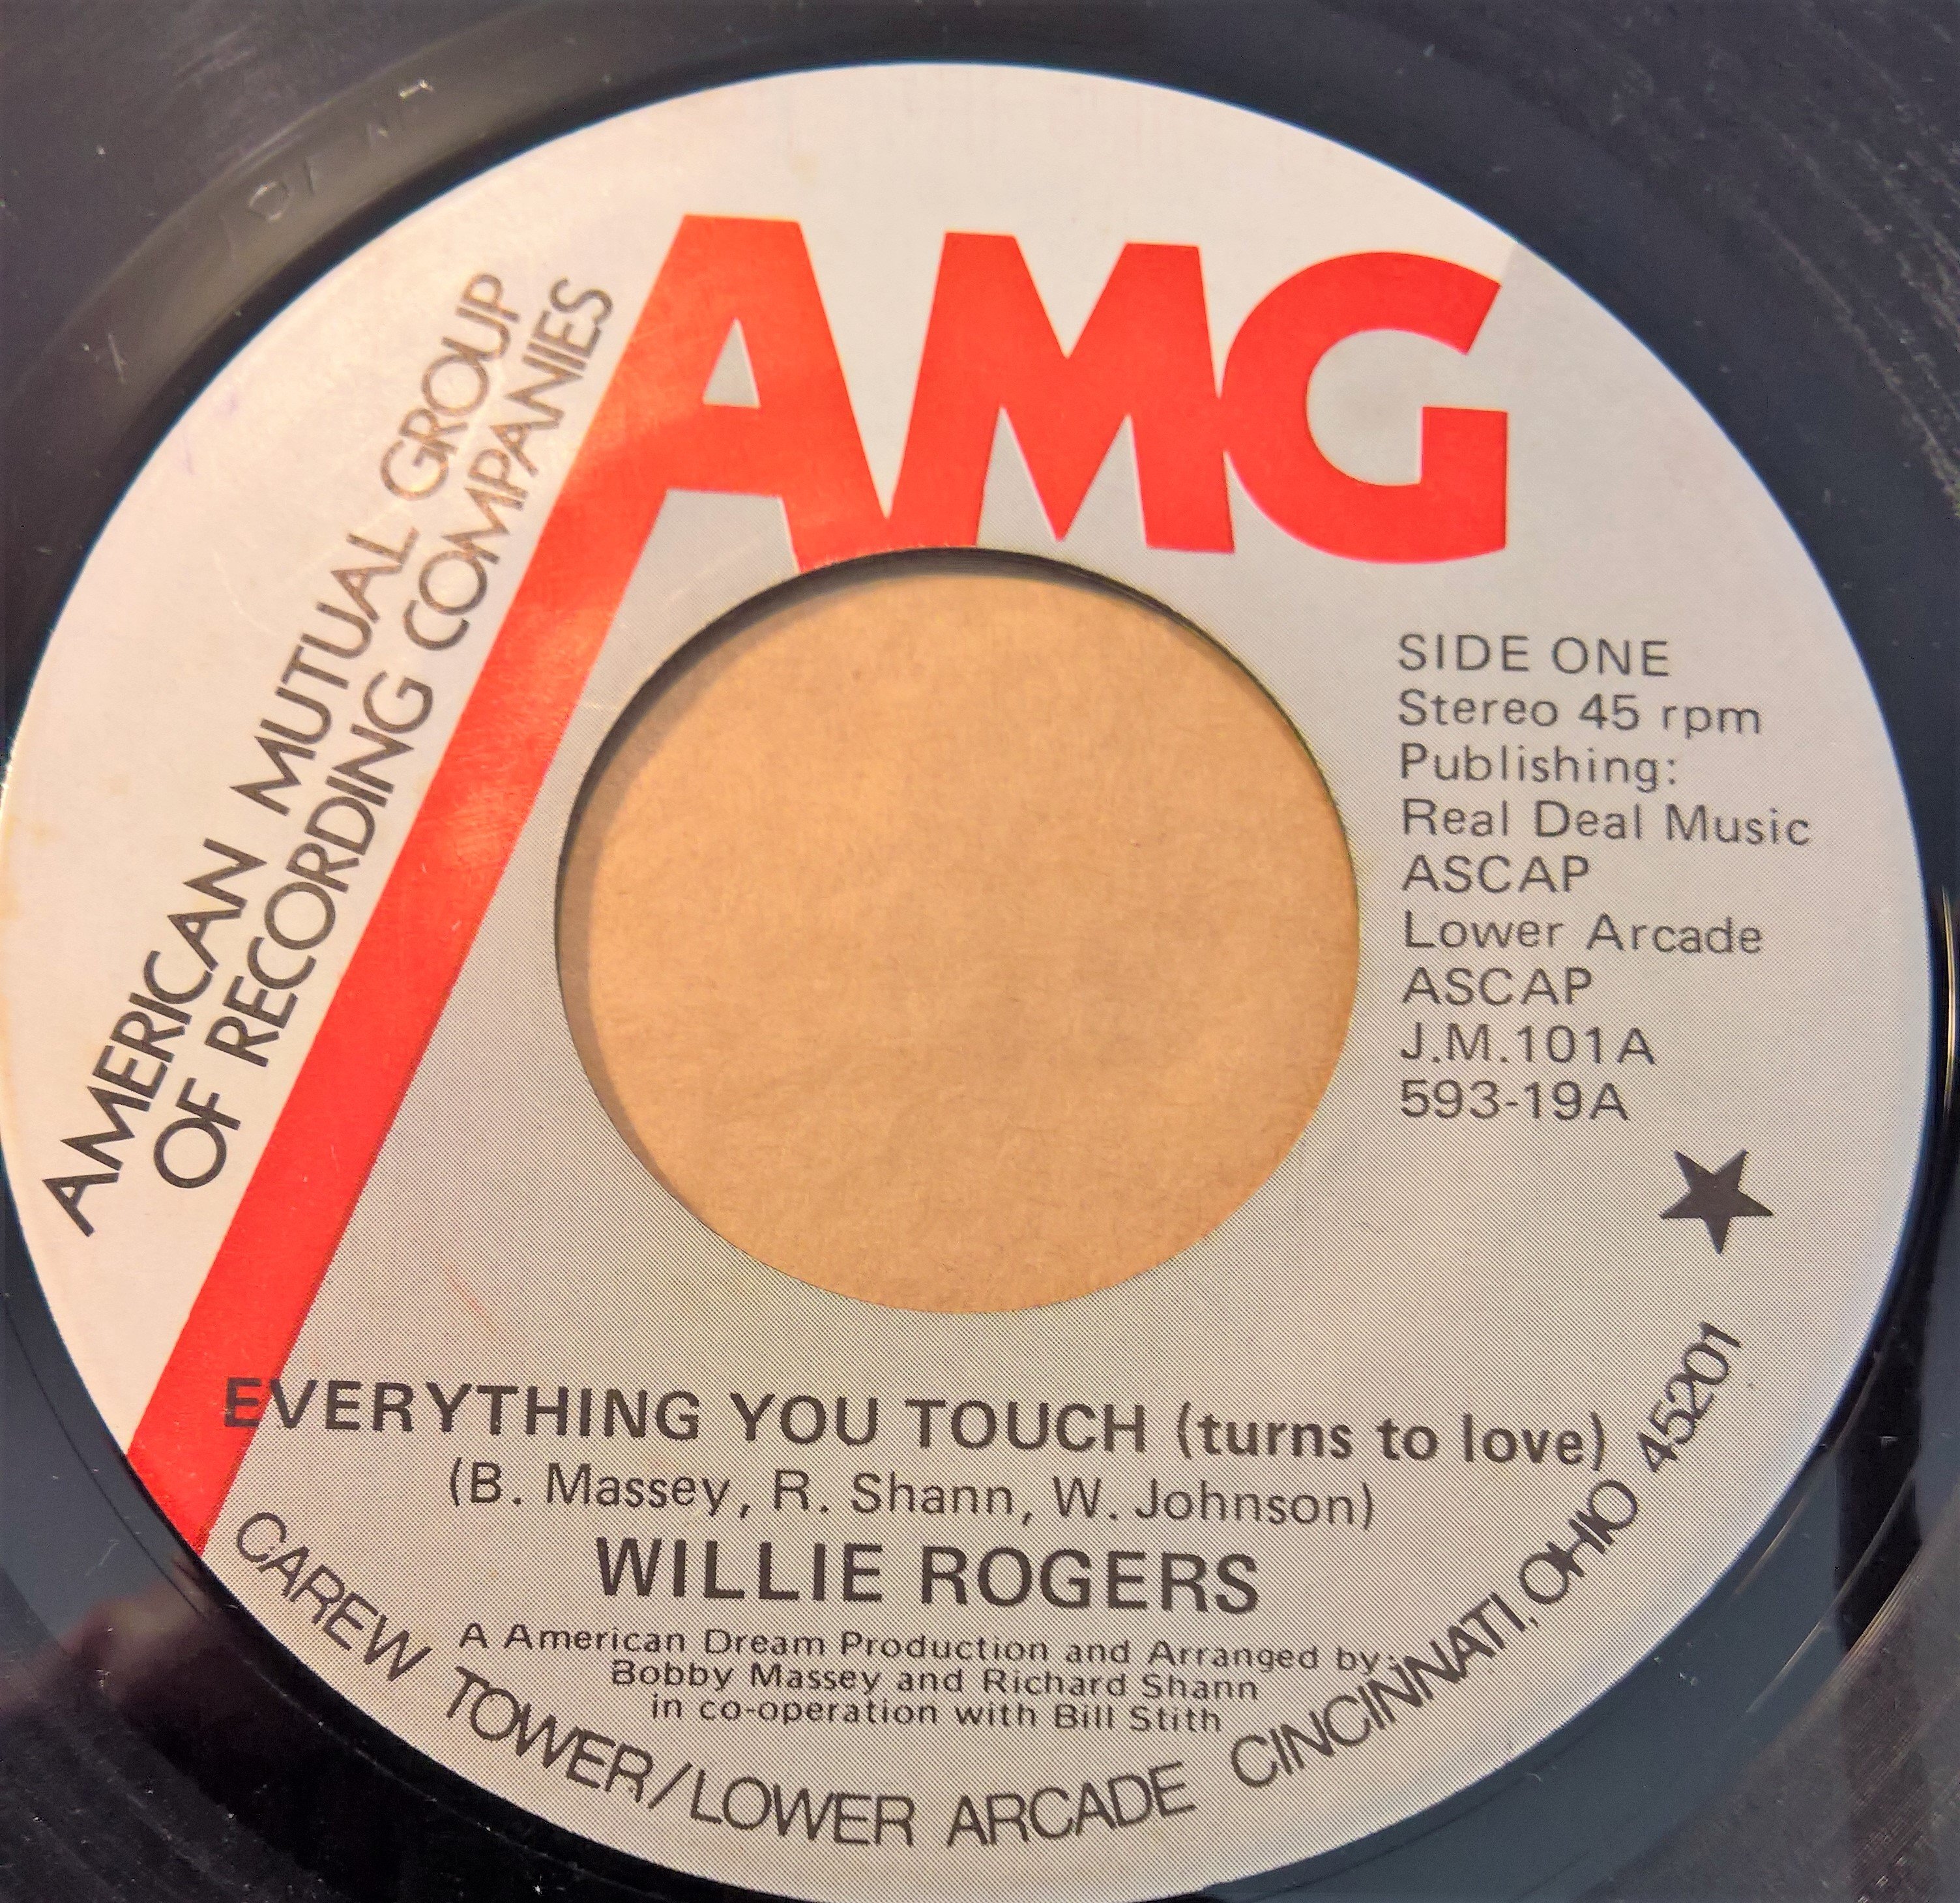 AMG
AMERICAN MUTUAL GROUP
OF RECORDING COMPANIES
SIDE ONE
Stereo 45 rpm
Publishing:
Real Deal Music
ASCAP
Lower Arcade
ASCAP
J.M.101A
593-19A
EVERYTHING YOU TOUCH (turns to love)
(B. Massey, R. Shann, W. Johnson)
WILLIE ROGERS
A American Dream Production and Arranged by:
Bobby Massey and Richard Shann
in co-operation with Bill Stith
CAREW TOWER/LOWER ARCADE CINCINNATI, OHIO 45201